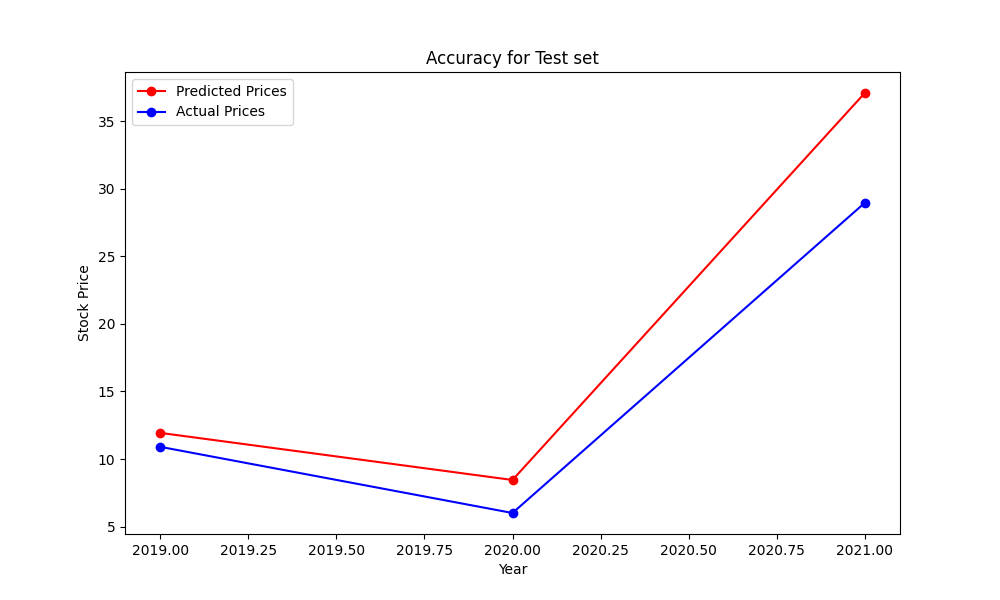 Accuracy for Test set
Predicted Prices
Actual Prices
35
30
25
20
15
10
5
Stock Price
2019.00 2019.25 2019.50 2019.75 2020.00 2020.25 2020.50 2020.75 2021.00
Year